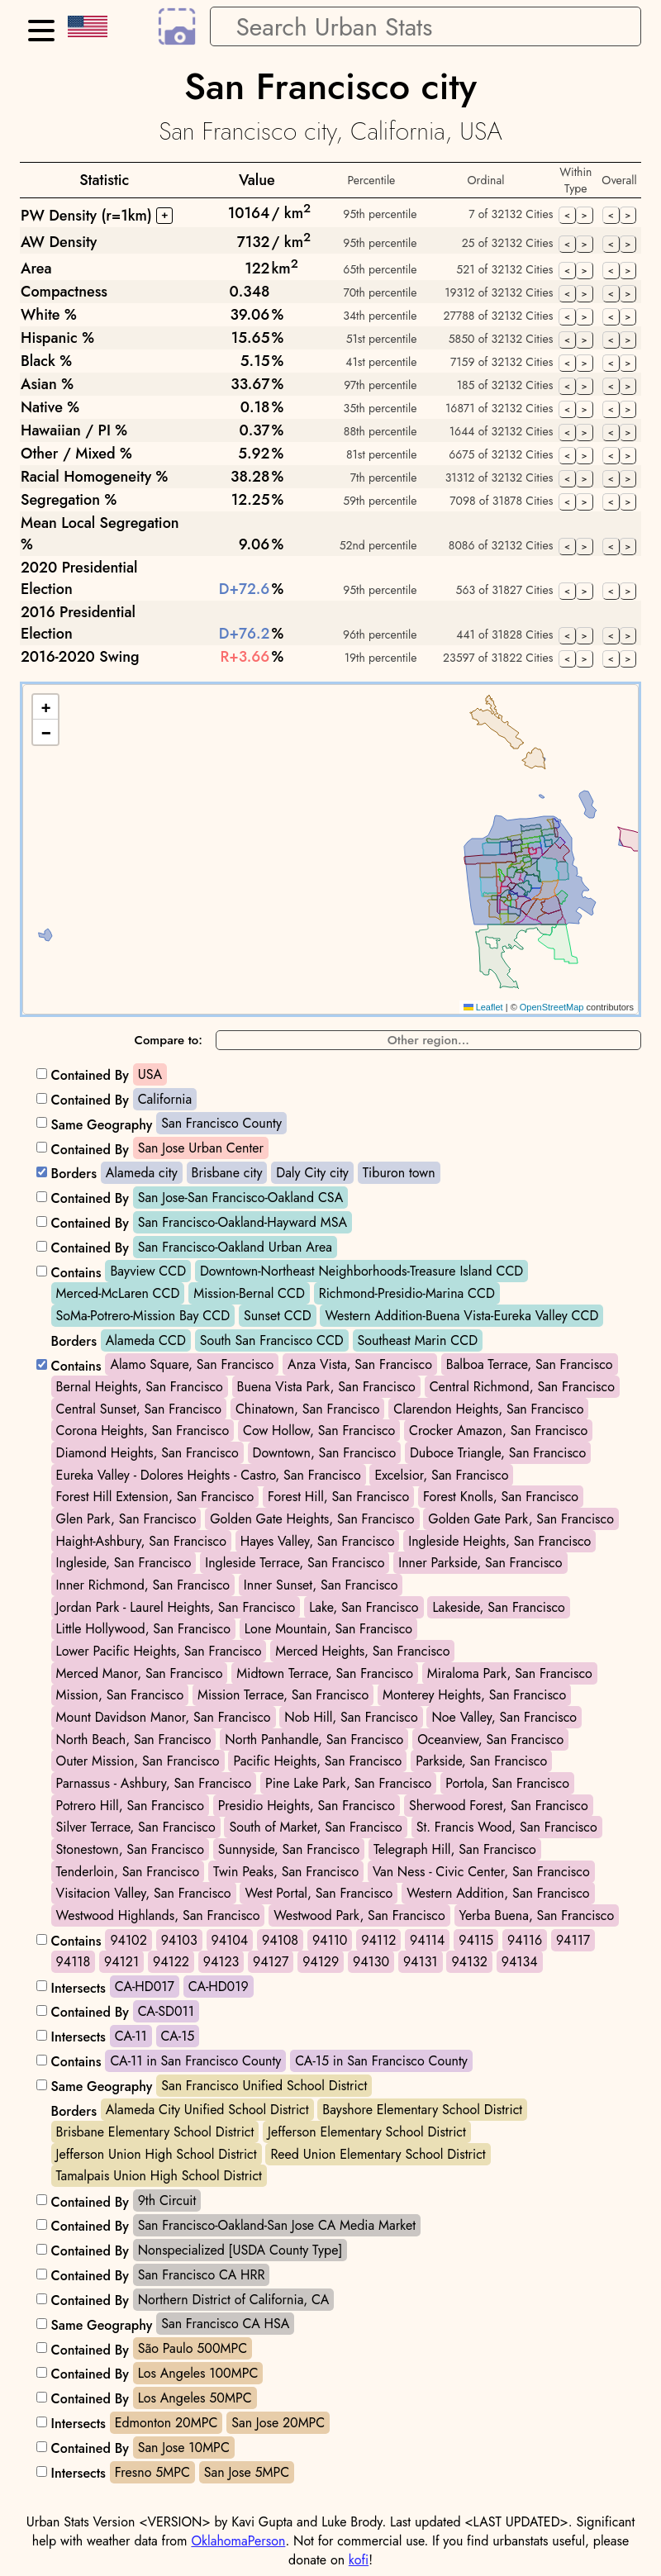 Search Urban Stats
San Francisco city
San Francisco city, California, USA
Statistic Value Percentile Ordinal Within Type Overall
PW Density (r=1km) + 10164 / km2 95th percentile 7 of 32132 Cities < > < >
AW Density 7132 / km2 95th percentile 25 of 32132 Cities < > < >
Area 122 km2 65th percentile 521 of 32132 Cities < > < >
Compactness 0.348 70th percentile 19312 of 32132 Cities < > < >
White % 39.06 % 34th percentile 27788 of 32132 Cities < > < >
Hispanic % 15.65 % 51st percentile 5850 of 32132 Cities < > < >
Black % 5.15 % 41st percentile 7159 of 32132 Cities < > < >
Asian % 33.67 % 97th percentile 185 of 32132 Cities < > < >
Native % 0.18 % 35th percentile 16871 of 32132 Cities < > < >
Hawaiian / PI % 0.37 % 88th percentile 1644 of 32132 Cities < > < >
Other / Mixed % 5.92 % 81st percentile 6675 of 32132 Cities < > < >
Racial Homogeneity % 38.28 % 7th percentile 31312 of 32132 Cities < > < >
Segregation % 12.25 % 59th percentile 7098 of 31878 Cities < > < >
Mean Local Segregation
% 9.06 % 52nd percentile 8086 of 32132 Cities < > < >
2020 Presidential
Election D+72.6 % 95th percentile 563 of 31827 Cities < > < >
2016 Presidential
Election D+76.2 % 96th percentile 441 of 31828 Cities < > < >
2016-2020 Swing R+3.66 % 19th percentile 23597 of 31822 Cities < > < >
+
−
Leaflet | © OpenStreetMap contributors
Compare to: Other region...
Contained By USA
Contained By California
Same Geography San Francisco County
Contained By San Jose Urban Center
Borders Alameda city Brisbane city Daly City city Tiburon town
Contained By San Jose-San Francisco-Oakland CSA
Contained By San Francisco-Oakland-Hayward MSA
Contained By San Francisco-Oakland Urban Area
Contains Bayview CCD Downtown-Northeast Neighborhoods-Treasure Island CCD
Merced-McLaren CCD Mission-Bernal CCD Richmond-Presidio-Marina CCD
SoMa-Potrero-Mission Bay CCD Sunset CCD Western Addition-Buena Vista-Eureka Valley CCD
Borders Alameda CCD South San Francisco CCD Southeast Marin CCD
Contains Alamo Square, San Francisco Anza Vista, San Francisco Balboa Terrace, San Francisco
Bernal Heights, San Francisco Buena Vista Park, San Francisco Central Richmond, San Francisco
Central Sunset, San Francisco Chinatown, San Francisco Clarendon Heights, San Francisco
Corona Heights, San Francisco Cow Hollow, San Francisco Crocker Amazon, San Francisco
Diamond Heights, San Francisco Downtown, San Francisco Duboce Triangle, San Francisco
Eureka Valley - Dolores Heights - Castro, San Francisco Excelsior, San Francisco
Forest Hill Extension, San Francisco Forest Hill, San Francisco Forest Knolls, San Francisco
Glen Park, San Francisco Golden Gate Heights, San Francisco Golden Gate Park, San Francisco
Haight-Ashbury, San Francisco Hayes Valley, San Francisco Ingleside Heights, San Francisco
Ingleside, San Francisco Ingleside Terrace, San Francisco Inner Parkside, San Francisco
Inner Richmond, San Francisco Inner Sunset, San Francisco
Jordan Park - Laurel Heights, San Francisco Lake, San Francisco Lakeside, San Francisco
Little Hollywood, San Francisco Lone Mountain, San Francisco
Lower Pacific Heights, San Francisco Merced Heights, San Francisco
Merced Manor, San Francisco Midtown Terrace, San Francisco Miraloma Park, San Francisco
Mission, San Francisco Mission Terrace, San Francisco Monterey Heights, San Francisco
Mount Davidson Manor, San Francisco Nob Hill, San Francisco Noe Valley, San Francisco
North Beach, San Francisco North Panhandle, San Francisco Oceanview, San Francisco
Outer Mission, San Francisco Pacific Heights, San Francisco Parkside, San Francisco
Parnassus - Ashbury, San Francisco Pine Lake Park, San Francisco Portola, San Francisco
Potrero Hill, San Francisco Presidio Heights, San Francisco Sherwood Forest, San Francisco
Silver Terrace, San Francisco South of Market, San Francisco St. Francis Wood, San Francisco
Stonestown, San Francisco Sunnyside, San Francisco Telegraph Hill, San Francisco
Tenderloin, San Francisco Twin Peaks, San Francisco Van Ness - Civic Center, San Francisco
Visitacion Valley, San Francisco West Portal, San Francisco Western Addition, San Francisco
Westwood Highlands, San Francisco Westwood Park, San Francisco Yerba Buena, San Francisco
Contains 94102 94103 94104 94108 94110 94112 94114 94115 94116 94117
94118 94121 94122 94123 94127 94129 94130 94131 94132 94134
Intersects CA-HD017 CA-HD019
Contained By CA-SD011
Intersects CA-11 CA-15
Contains CA-11 in San Francisco County CA-15 in San Francisco County
Same Geography San Francisco Unified School District
Borders Alameda City Unified School District Bayshore Elementary School District
Brisbane Elementary School District Jefferson Elementary School District
Jefferson Union High School District Reed Union Elementary School District
Tamalpais Union High School District
Contained By 9th Circuit
Contained By San Francisco-Oakland-San Jose CA Media Market
Contained By Nonspecialized [USDA County Type]
Contained By San Francisco CA HRR
Contained By Northern District of California, CA
Same Geography San Francisco CA HSA
Contained By São Paulo 500MPC
Contained By Los Angeles 100MPC
Contained By Los Angeles 50MPC
Intersects Edmonton 20MPC San Jose 20MPC
Contained By San Jose 10MPC
Intersects Fresno 5MPC San Jose 5MPC
Urban Stats Version <VERSION> by Kavi Gupta and Luke Brody. Last updated <LAST UPDATED>. Significant
help with weather data from OklahomaPerson. Not for commercial use. If you find urbanstats useful, please
donate on kofi!